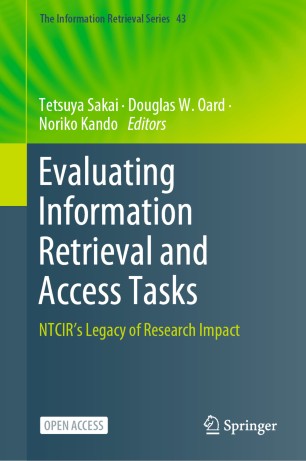 The Information Retrieval Series 43
Tetsuya Sakai · Douglas W. Oard ·
Noriko Kando Editors
Evaluating
Information
Retrieval and
Access Tasks
NTCIR’s Legacy of Research Impact
OPEN ACCESS
Springer